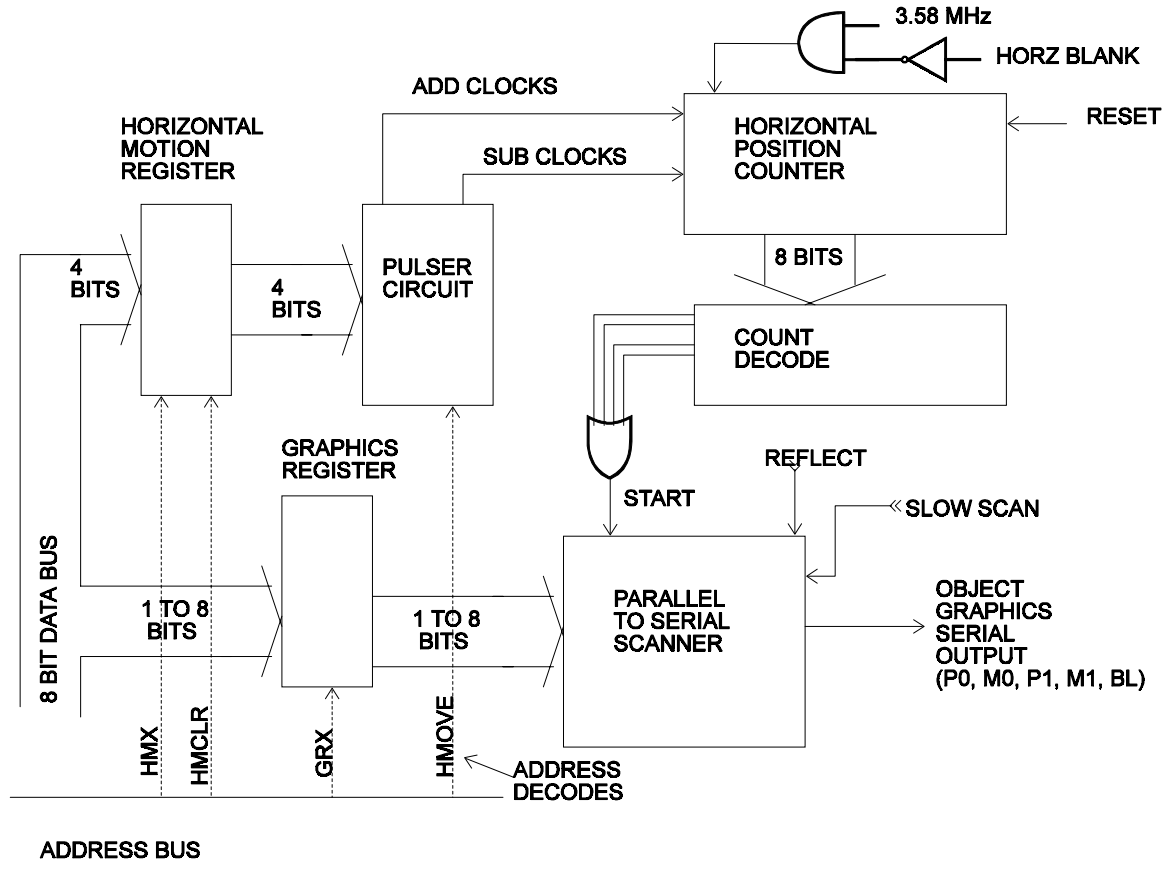 3.58 MHz
HORZ BLANK
ADD CLOCKS
RESET
HORIZONTAL
MOTION
REGISTER
HORIZONTAL
POSITION
COUNTER
SUB CLOCKS
8 BITS
4
BITS
4
BITS
PULSER
CIRCUIT
COUNT
DECODE
GRAPHICS
REGISTER
REFLECT
START
SLOW SCAN
8 BIT DATA BUS
1 TO 8
BITS
1 TO 8
BITS
PARALLEL
TO SERIAL
SCANNER
OBJECT
GRAPHICS
SERIAL
OUTPUT
(P0, M0, P1, M1, BL)
HMX
HMCLR
GRX
HMOVE
ADDRESS
DECODES
ADDRESS BUS